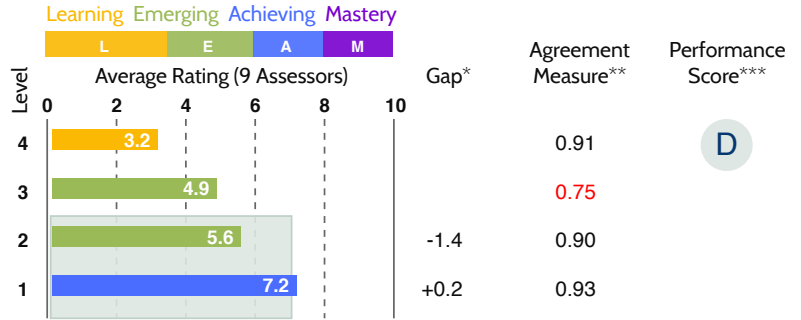 Learning Emerging Achieving Mastery
L E A M
Level Average Rating (9 Assessors) Gap* Agreement Measure** Performance Score***
0 2 4 6 8 10
4 3.2 0.91 D
3 4.9 0.75
2 5.6 -1.4 0.90
1 7.2 +0.2 0.93